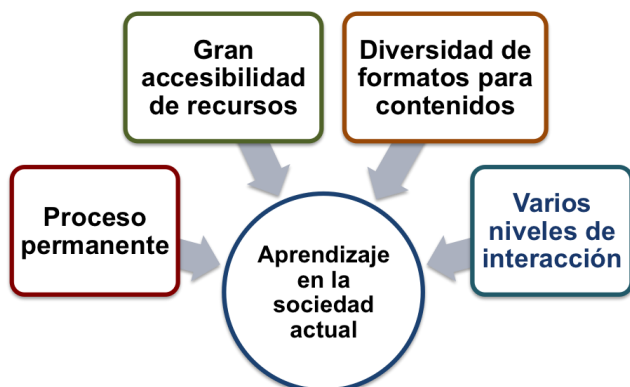 Gran
accesibilidad
de recursos
Diversidad de
formatos para
contenidos
Proceso
permanente
Varios
niveles de
interacción
Aprendizaje
en la
sociedad
actual